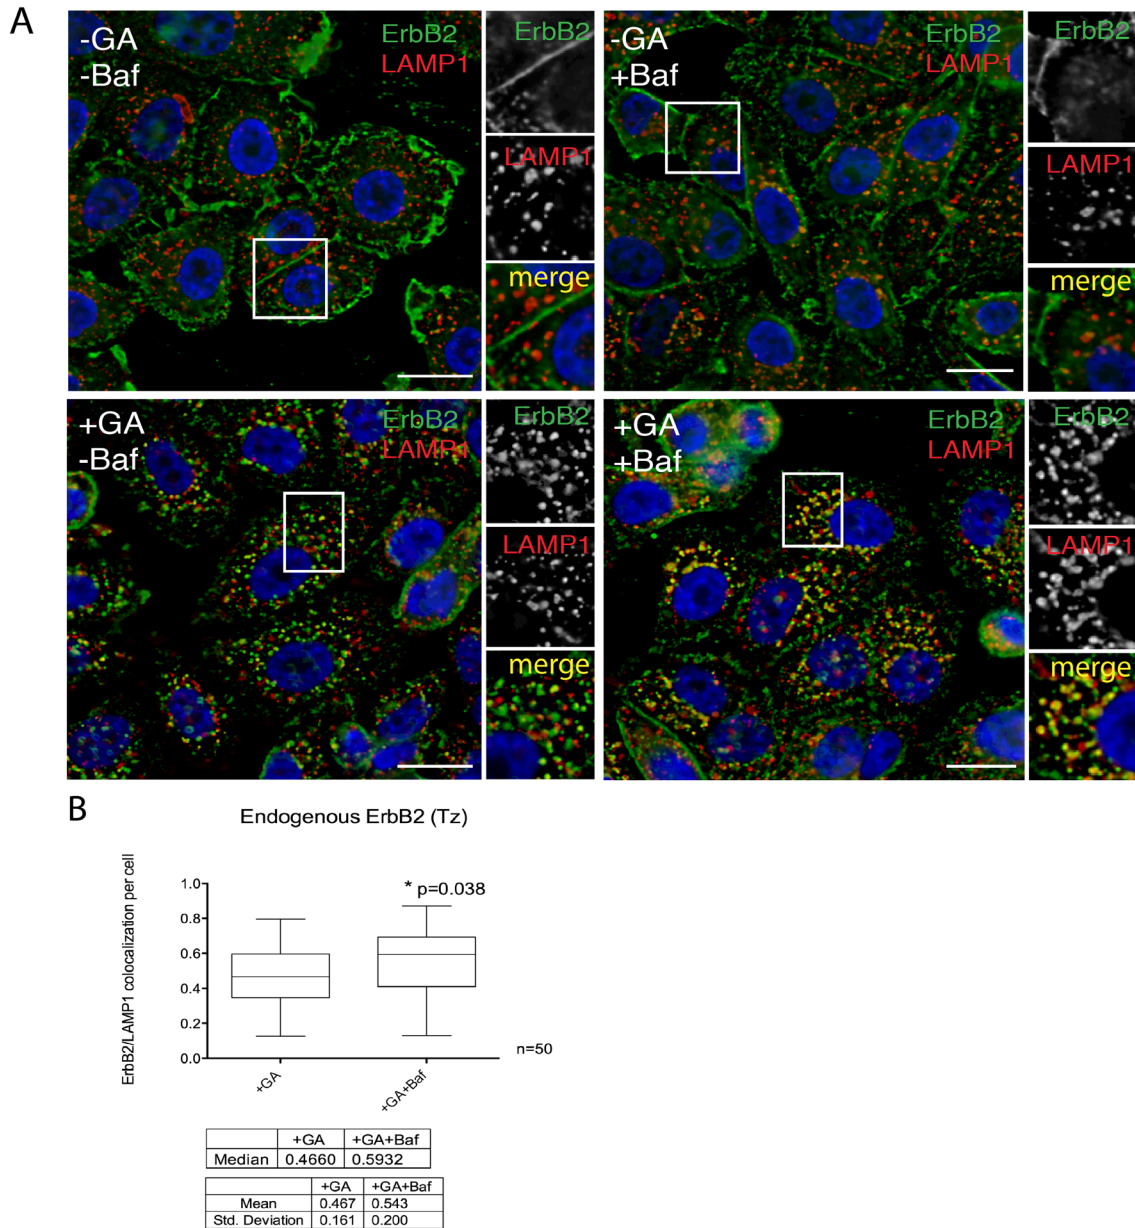 A
-GA
-Baf
ErbB2
LAMP1
ErbB2
LAMP1
merge
-GA
+Baf
ErbB2
LAMP1
ErbB2
LAMP1
merge
+GA
-Baf
ErbB2
LAMP1
ErbB2
LAMP1
merge
+GA
+Baf
ErbB2
LAMP1
ErbB2
LAMP1
merge
B
Endogenous ErbB2 (Tz)
ErbB2/LAMP1 colocalization per cell
1.0
0.8
0.6
0.4
0.2
0.0
* p=0.038
n=50
+GA
+GA+Baf
+GA +GA+Baf
Median 0.4660 0.5932
+GA +GA+Baf
Mean 0.467 0.543
Std. Deviation 0.161 0.200